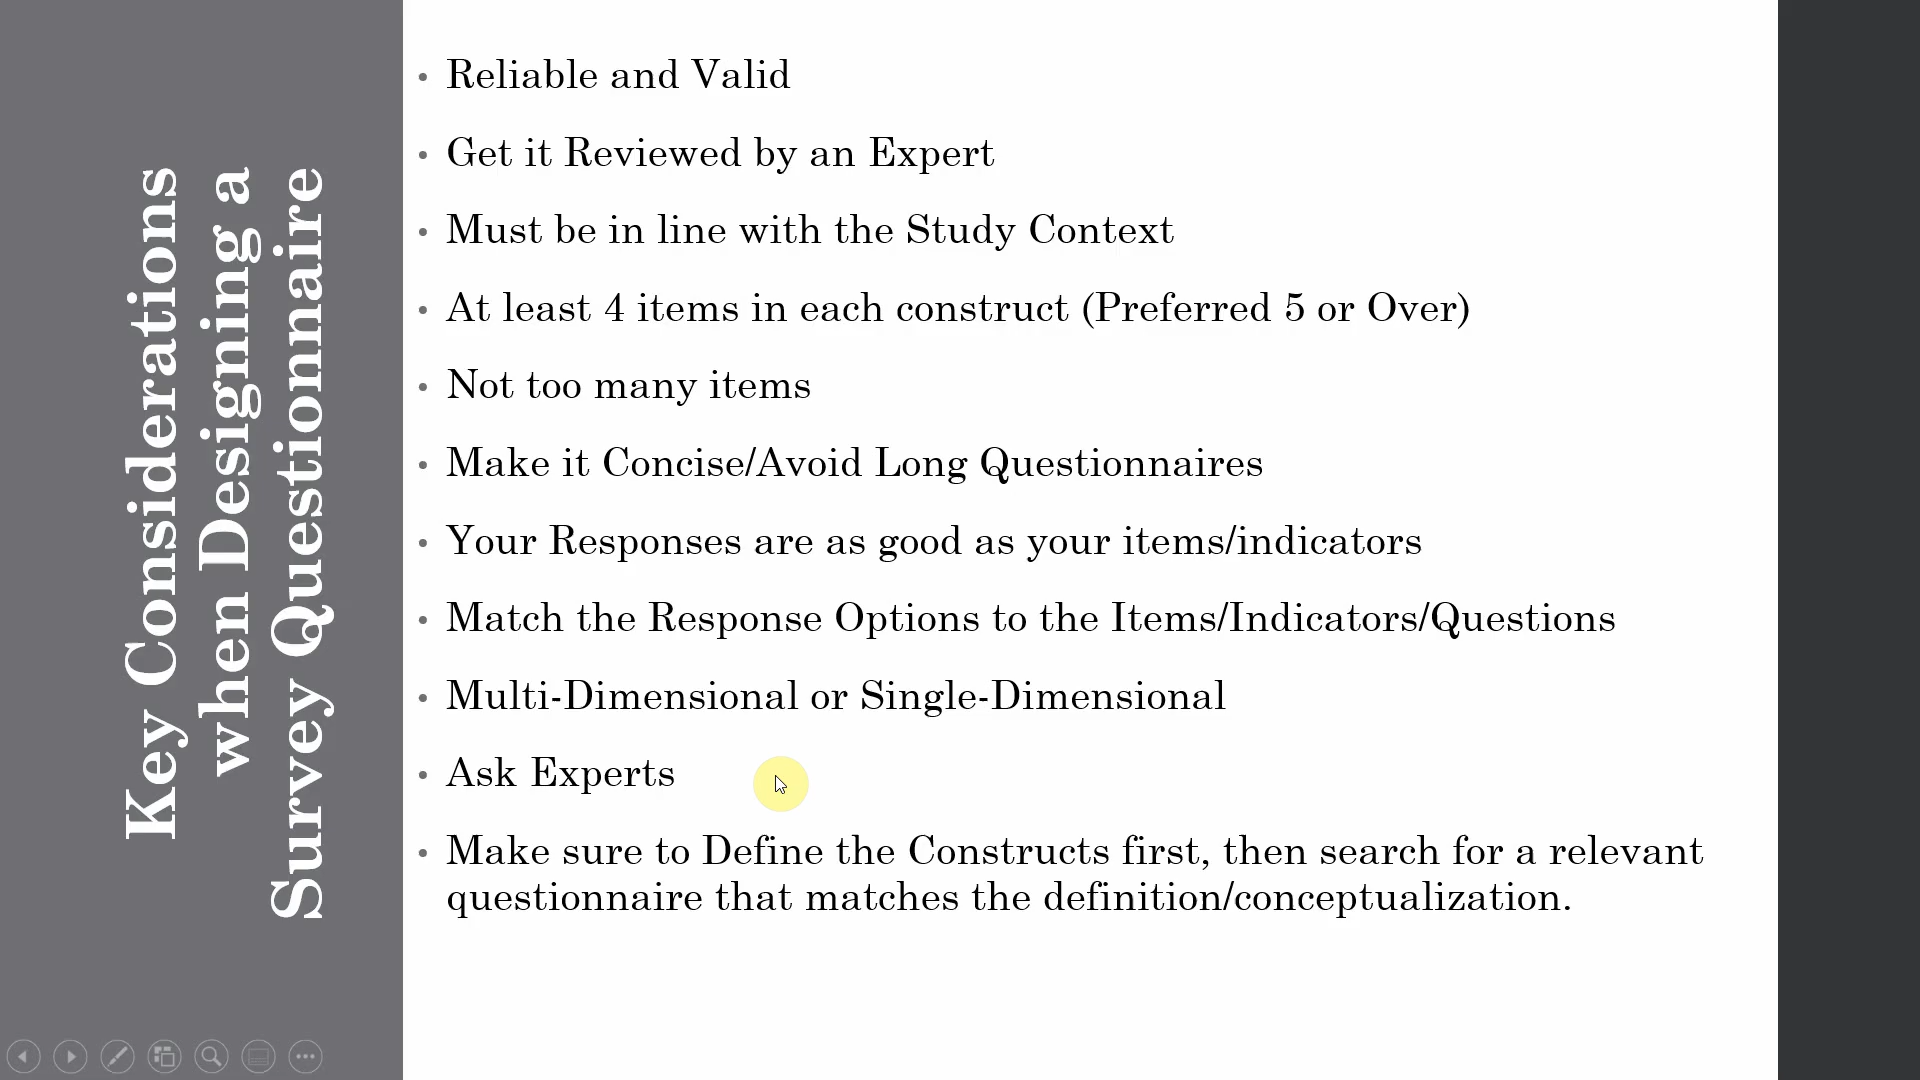 Key Considerations
when Designing a
Survey Questionnaire
• Reliable and Valid
• Get it Reviewed by an Expert
• Must be in line with the Study Context
• At least 4 items in each construct (Preferred 5 or Over)
• Not too many items
• Make it Concise/Avoid Long Questionnaires
• Your Responses are as good as your items/indicators
• Match the Response Options to the Items/Indicators/Questions
• Multi-Dimensional or Single-Dimensional
• Ask Experts
• Make sure to Define the Constructs first, then search for a relevant
questionnaire that matches the definition/conceptualization.